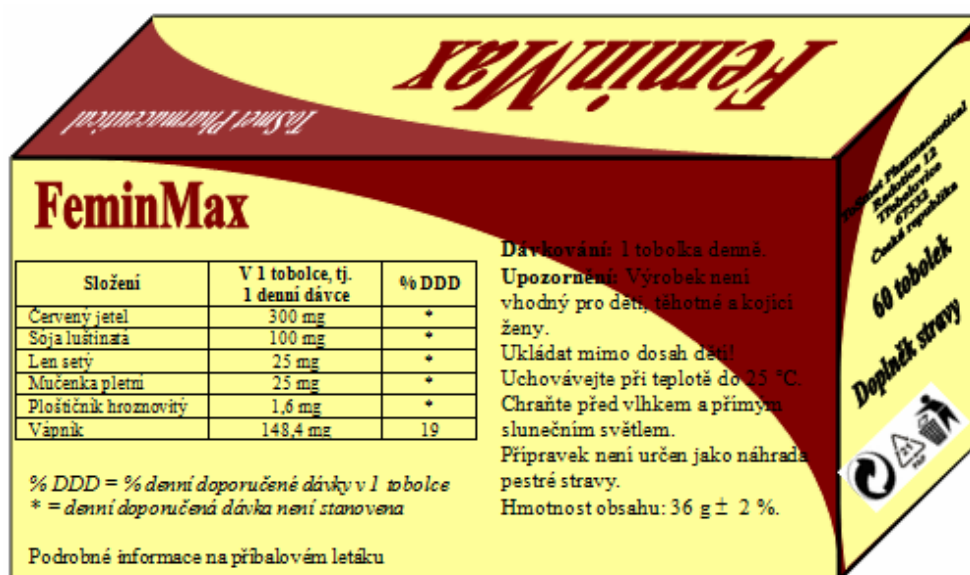 FeminMax
ToSmet Pharmaceutical
FeminMax
Složení V 1 tobolce, tj. 1 denní dávce % DDD
Červený jetel 300 mg *
Sója luštinatá 100 mg *
Len setý 25 mg *
Mučenka pletní 25 mg *
Ploštičník hroznovitý 1,6 mg *
Vápník 148,4 mg 19
% DDD = % denní doporučené dávky v 1 tobolce
* = denní doporučená dávka není stanovena
Podrobné informace na příbalovém letáku
Dávkování: 1 tobolka denně.
Upozornění: Výrobek není
vhodný pro děti, těhotné a kojící
ženy.
Ukládat mimo dosah dětí!
Uchovávejte při teplotě do 25 °C.
Chraňte před vlhkem a přímým
slunečním světlem.
Přípravek není určen jako náhrada
pestré stravy.
Hmotnost obsahu: 36 g ± 2 %.
ToSmet Pharmaceutical
Radotice 12
Třebelovice
67532
Česká republika
60 tobolek
Doplněk stravy
21
PAP